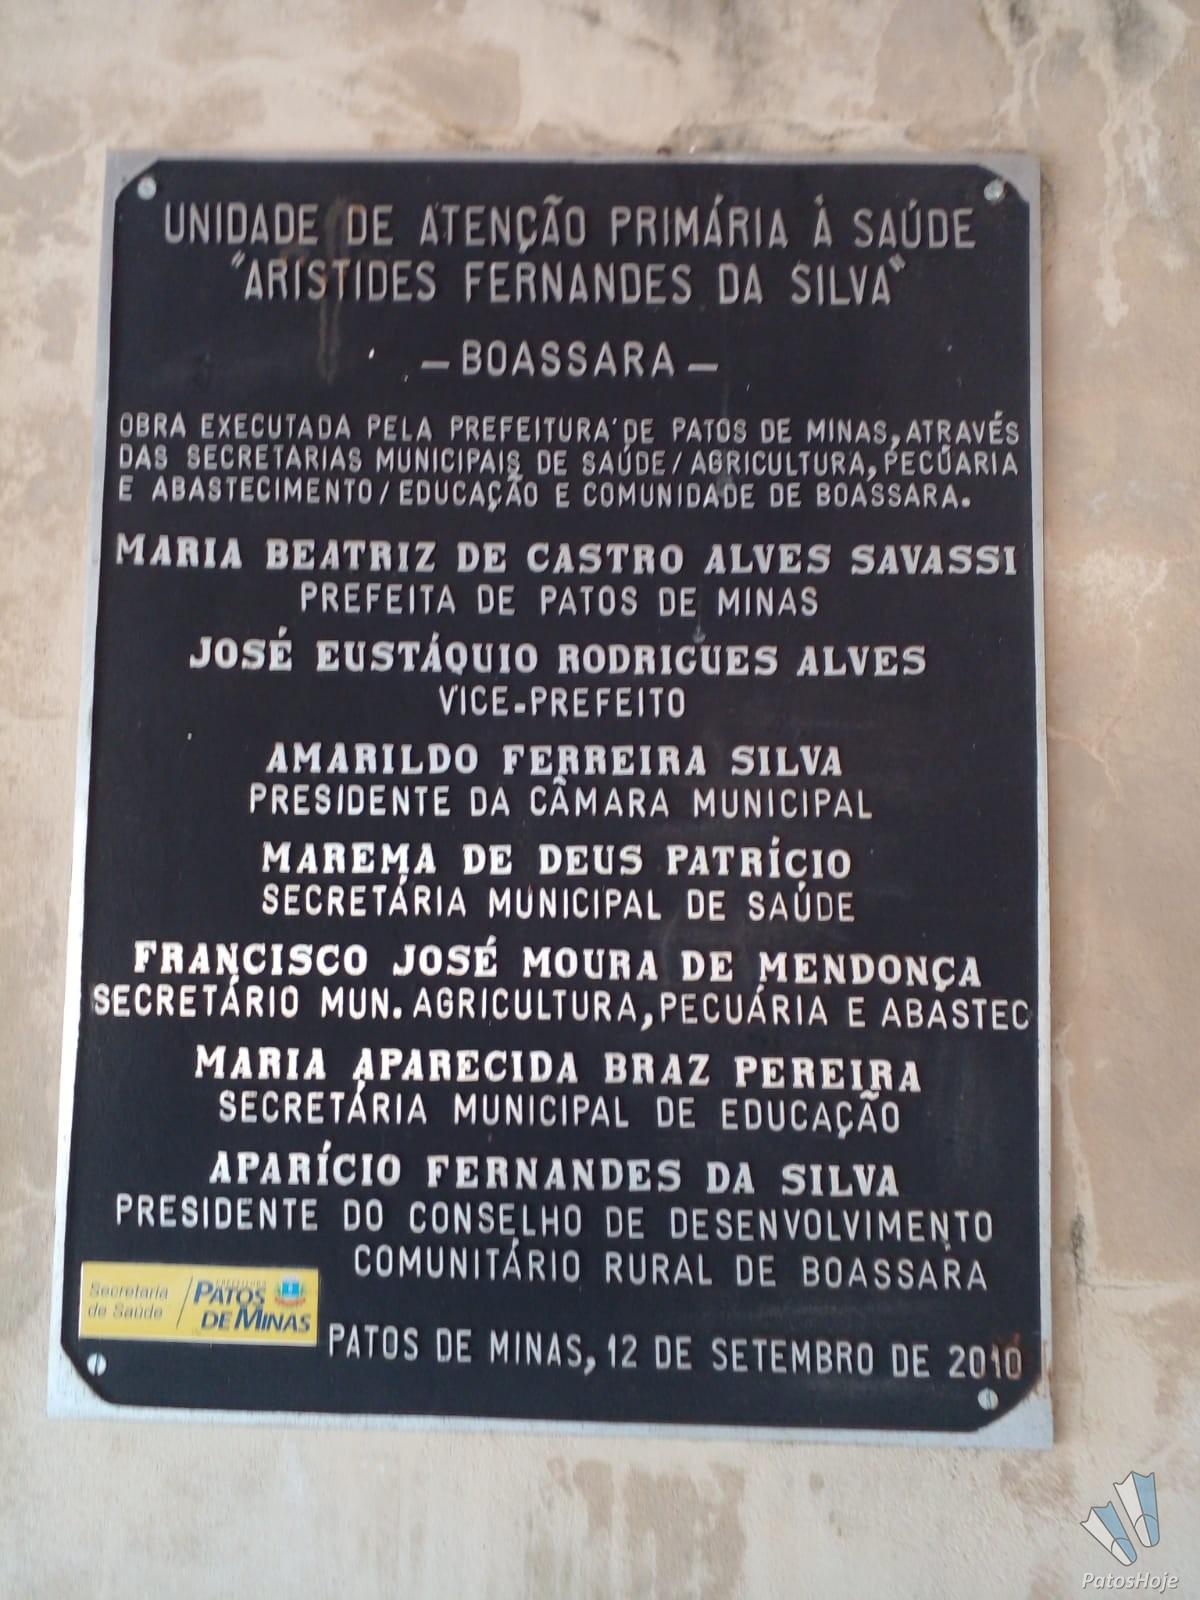 UNIDADE DE ATENÇÃO PRIMÁRIA À SAÚDE
"ARISTIDES FERNANDES DA SILVA"
— BOASSARA —
OBRA EXECUTADA PELA PREFEITURA DE PATOS DE MINAS, ATRAVÉS
DAS SECRETARIAS MUNICIPAIS DE SAÚDE / AGRICULTURA, PECUÁRIA
E ABASTECIMENTO / EDUCAÇÃO E COMUNIDADE DE BOASSARA.
MARIA BEATRIZ DE CASTRO ALVES SAVASSI
PREFEITA DE PATOS DE MINAS
JOSÉ EUSTÁQUIO RODRIGUES ALVES
VICE-PREFEITO
AMARILDO FERREIRA SILVA
PRESIDENTE DA CÂMARA MUNICIPAL
MAREMA DE DEUS PATRÍCIO
SECRETÁRIA MUNICIPAL DE SAÚDE
FRANCISCO JOSÉ MOURA DE MENDONÇA
SECRETÁRIO MUN. AGRICULTURA, PECUÁRIA E ABASTEC
MARIA APARECIDA BRAZ PEREIRA
SECRETÁRIA MUNICIPAL DE EDUCAÇÃO
APARÍCIO FERNANDES DA SILVA
PRESIDENTE DO CONSELHO DE DESENVOLVIMENTO
COMUNITÁRIO RURAL DE BOASSARA
Secretaria
de Saúde
PREFEITURA
PATOS
DE MINAS
PATOS DE MINAS, 12 DE SETEMBRO DE 2010
PatosHoje